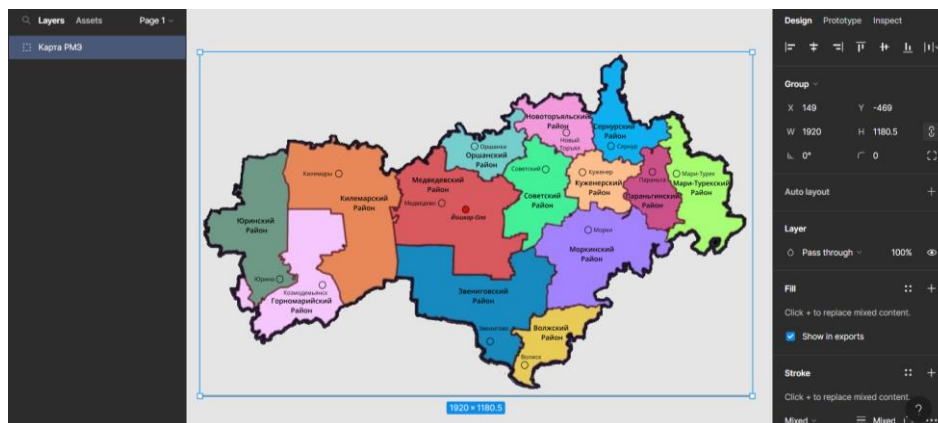 Layers Assets Page 1
Карта РМЭ
Новоторъяльский
Район
Новый
Торъял
Сернурский
Район
Сернур
Оршанка
Оршанский
Район
Килемары
Килемарский
Район
Медведевский
Район
Медведево
Йошкар-Ола
Советский
Советский
Район
Куженер
Куженерский
Район
Параньга
Параньгинский
Район
Мари-Турек
Мари-Турекский
Район
Юринский
Район
Юрино
Козмодемьянск
Горномарийский
Район
Морки
Моркинский
Район
Звениговский
Район
Звенигово
Волжский
Район
Волжск
1920 × 1180.5
Design Prototype Inspect
Group
X 149 Y -469
W 1920 H 1180.5
0° 0
Auto layout
Layer
Pass through 100%
Fill
Click + to replace mixed content.
Show in exports
Stroke
Click + to replace mixed content.
Mixed Mixed
?